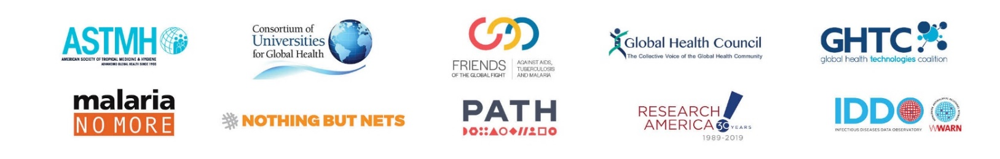 ASTMH
AMERICAN SOCIETY OF TROPICAL MEDICINE & HYGIENE
ADVANCING GLOBAL HEALTH SINCE 1903
Consortium of
Universities
for Global Health
FRIENDS
OF THE GLOBAL FIGHT
AGAINST AIDS,
TUBERCULOSIS
AND MALARIA
Global Health Council
The Collective Voice of the Global Health Community
GHTC
global health technologies coalition
malaria
NO MORE
NOTHING BUT NETS
PATH
RESEARCH
AMERICA
30 YEARS
1989-2019
IDDO
INFECTIOUS DISEASES DATA OBSERVATORY
WWARN